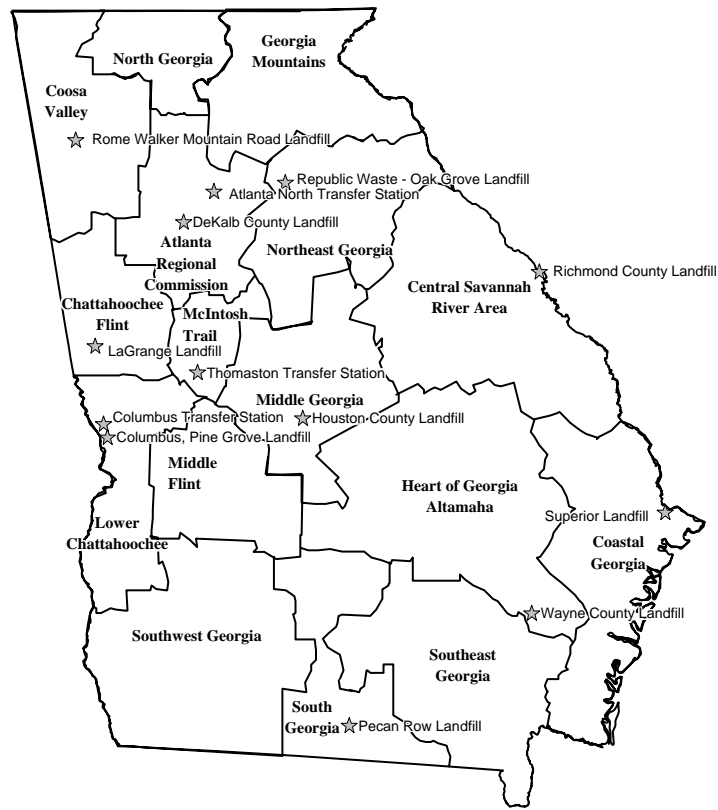 Georgia
Mountains
North Georgia
Coosa
Valley
Rome Walker Mountain Road Landfill
Republic Waste - Oak Grove Landfill
Atlanta North Transfer Station
DeKalb County Landfill
Atlanta
Regional
Commission
Northeast Georgia
Richmond County Landfill
Central Savannah
River Area
Chattahoochee
Flint
McIntosh
Trail
LaGrange Landfill
Thomaston Transfer Station
Middle Georgia
Columbus Transfer Station
Houston County Landfill
Columbus, Pine Grove Landfill
Middle
Flint
Heart of Georgia
Altamaha
Superior Landfill
Lower
Chattahoochee
Coastal
Georgia
Wayne County Landfill
Southwest Georgia
Southeast
Georgia
South
Georgia
Pecan Row Landfill